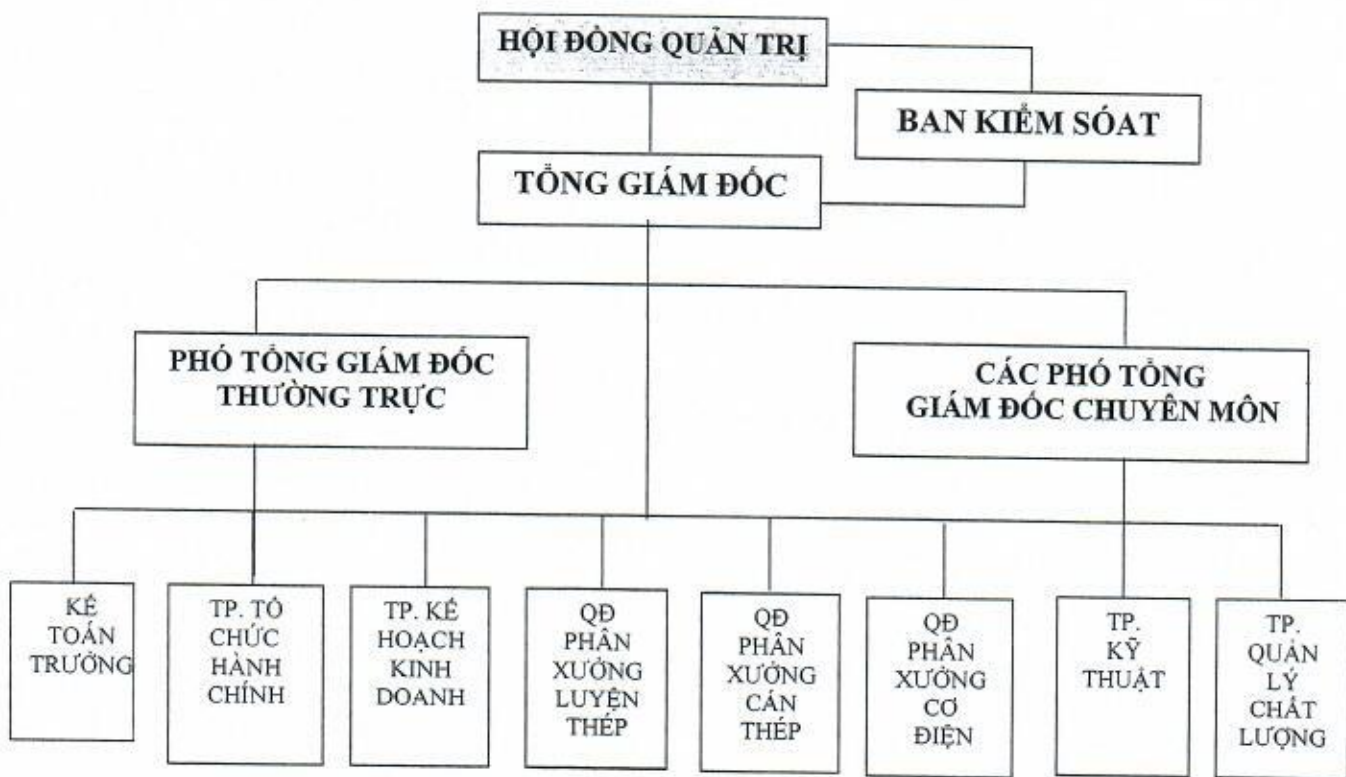 HỘI ĐỒNG QUẢN TRỊ
BAN KIỂM SÓAT
TỔNG GIÁM ĐỐC
PHÓ TỔNG GIÁM ĐỐC
THƯỜNG TRỰC
CÁC PHÓ TỔNG
GIÁM ĐỐC CHUYÊN MÔN
KẾ
TOÁN
TRƯỞNG
TP. TỔ
CHỨC
HÀNH
CHÍNH
TP. KẾ
HOẠCH
KINH
DOANH
QĐ
PHÂN
XƯỞNG
LUYỆN
THÉP
QĐ
PHÂN
XƯỞNG
CÁN
THÉP
QĐ
PHÂN
XƯỞNG
CƠ
ĐIỆN
TP.
KỸ
THUẬT
TP.
QUẢN
LÝ
CHẤT
LƯỢNG